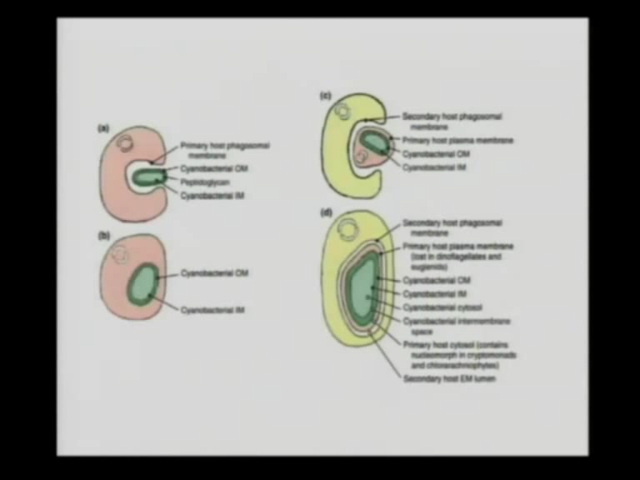 (a)
Primary host phagosomal
membrane
Cyanobacterial OM
Peptidoglycan
Cyanobacterial IM
(b)
Cyanobacterial OM
Cyanobacterial IM
(c)
Secondary host phagosomal
membrane
Primary host plasma membrane
Cyanobacterial OM
Cyanobacterial IM
(d)
Secondary host phagosomal
membrane
Primary host plasma membrane
(lost in dinoflagellates and
euglenids)
Cyanobacterial OM
Cyanobacterial IM
Cyanobacterial cytosol
Cyanobacterial intermembrane
space
Primary host cytosol (contains
nucleomorph in cryptomonads
and chlorarachnophytes)
Secondary host EM lumen